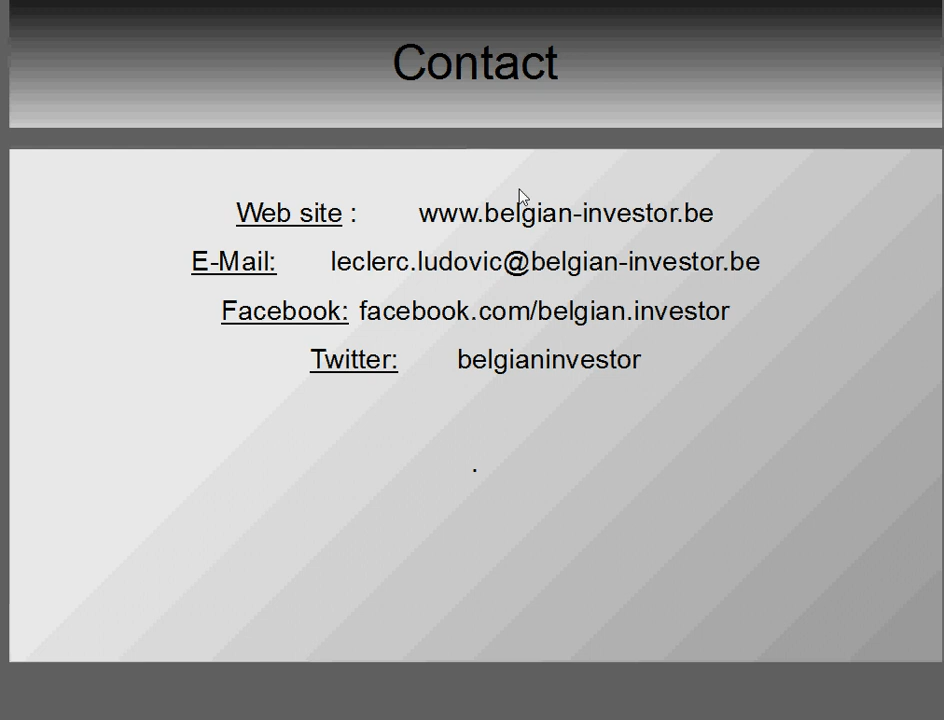 Contact
Web site : www.belgian-investor.be
E-Mail: leclerc.ludovic@belgian-investor.be
Facebook: facebook.com/belgian.investor
Twitter: belgianinvestor
.